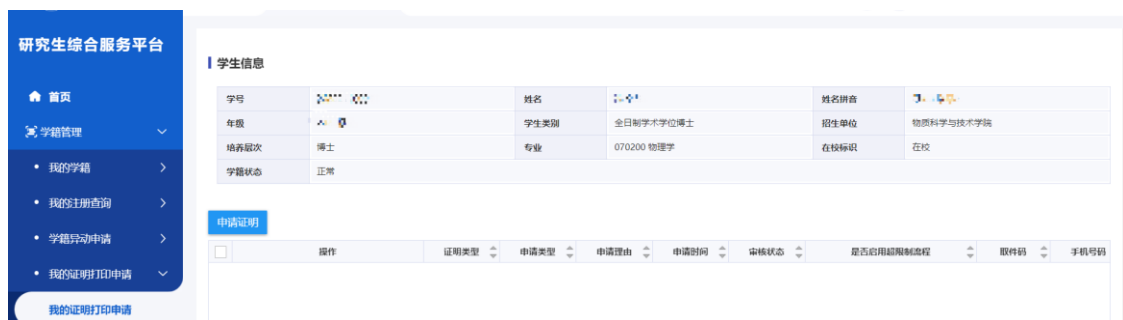 研究生综合服务平台
首页
学籍管理
我的学籍
我的注册查询
学籍异动申请
我的证明打印申请
我的证明打印申请
学生信息
学号 姓名 姓名拼音
年级 学生类别 全日制学术学位博士 招生单位 物质科学与技术学院
培养层次 博士 专业 070200 物理学 在校标识 在校
学籍状态 正常
申请证明
操作 证明类型 申请类型 申请理由 申请时间 审核状态 是否启用超限制流程 取件码 手机号码